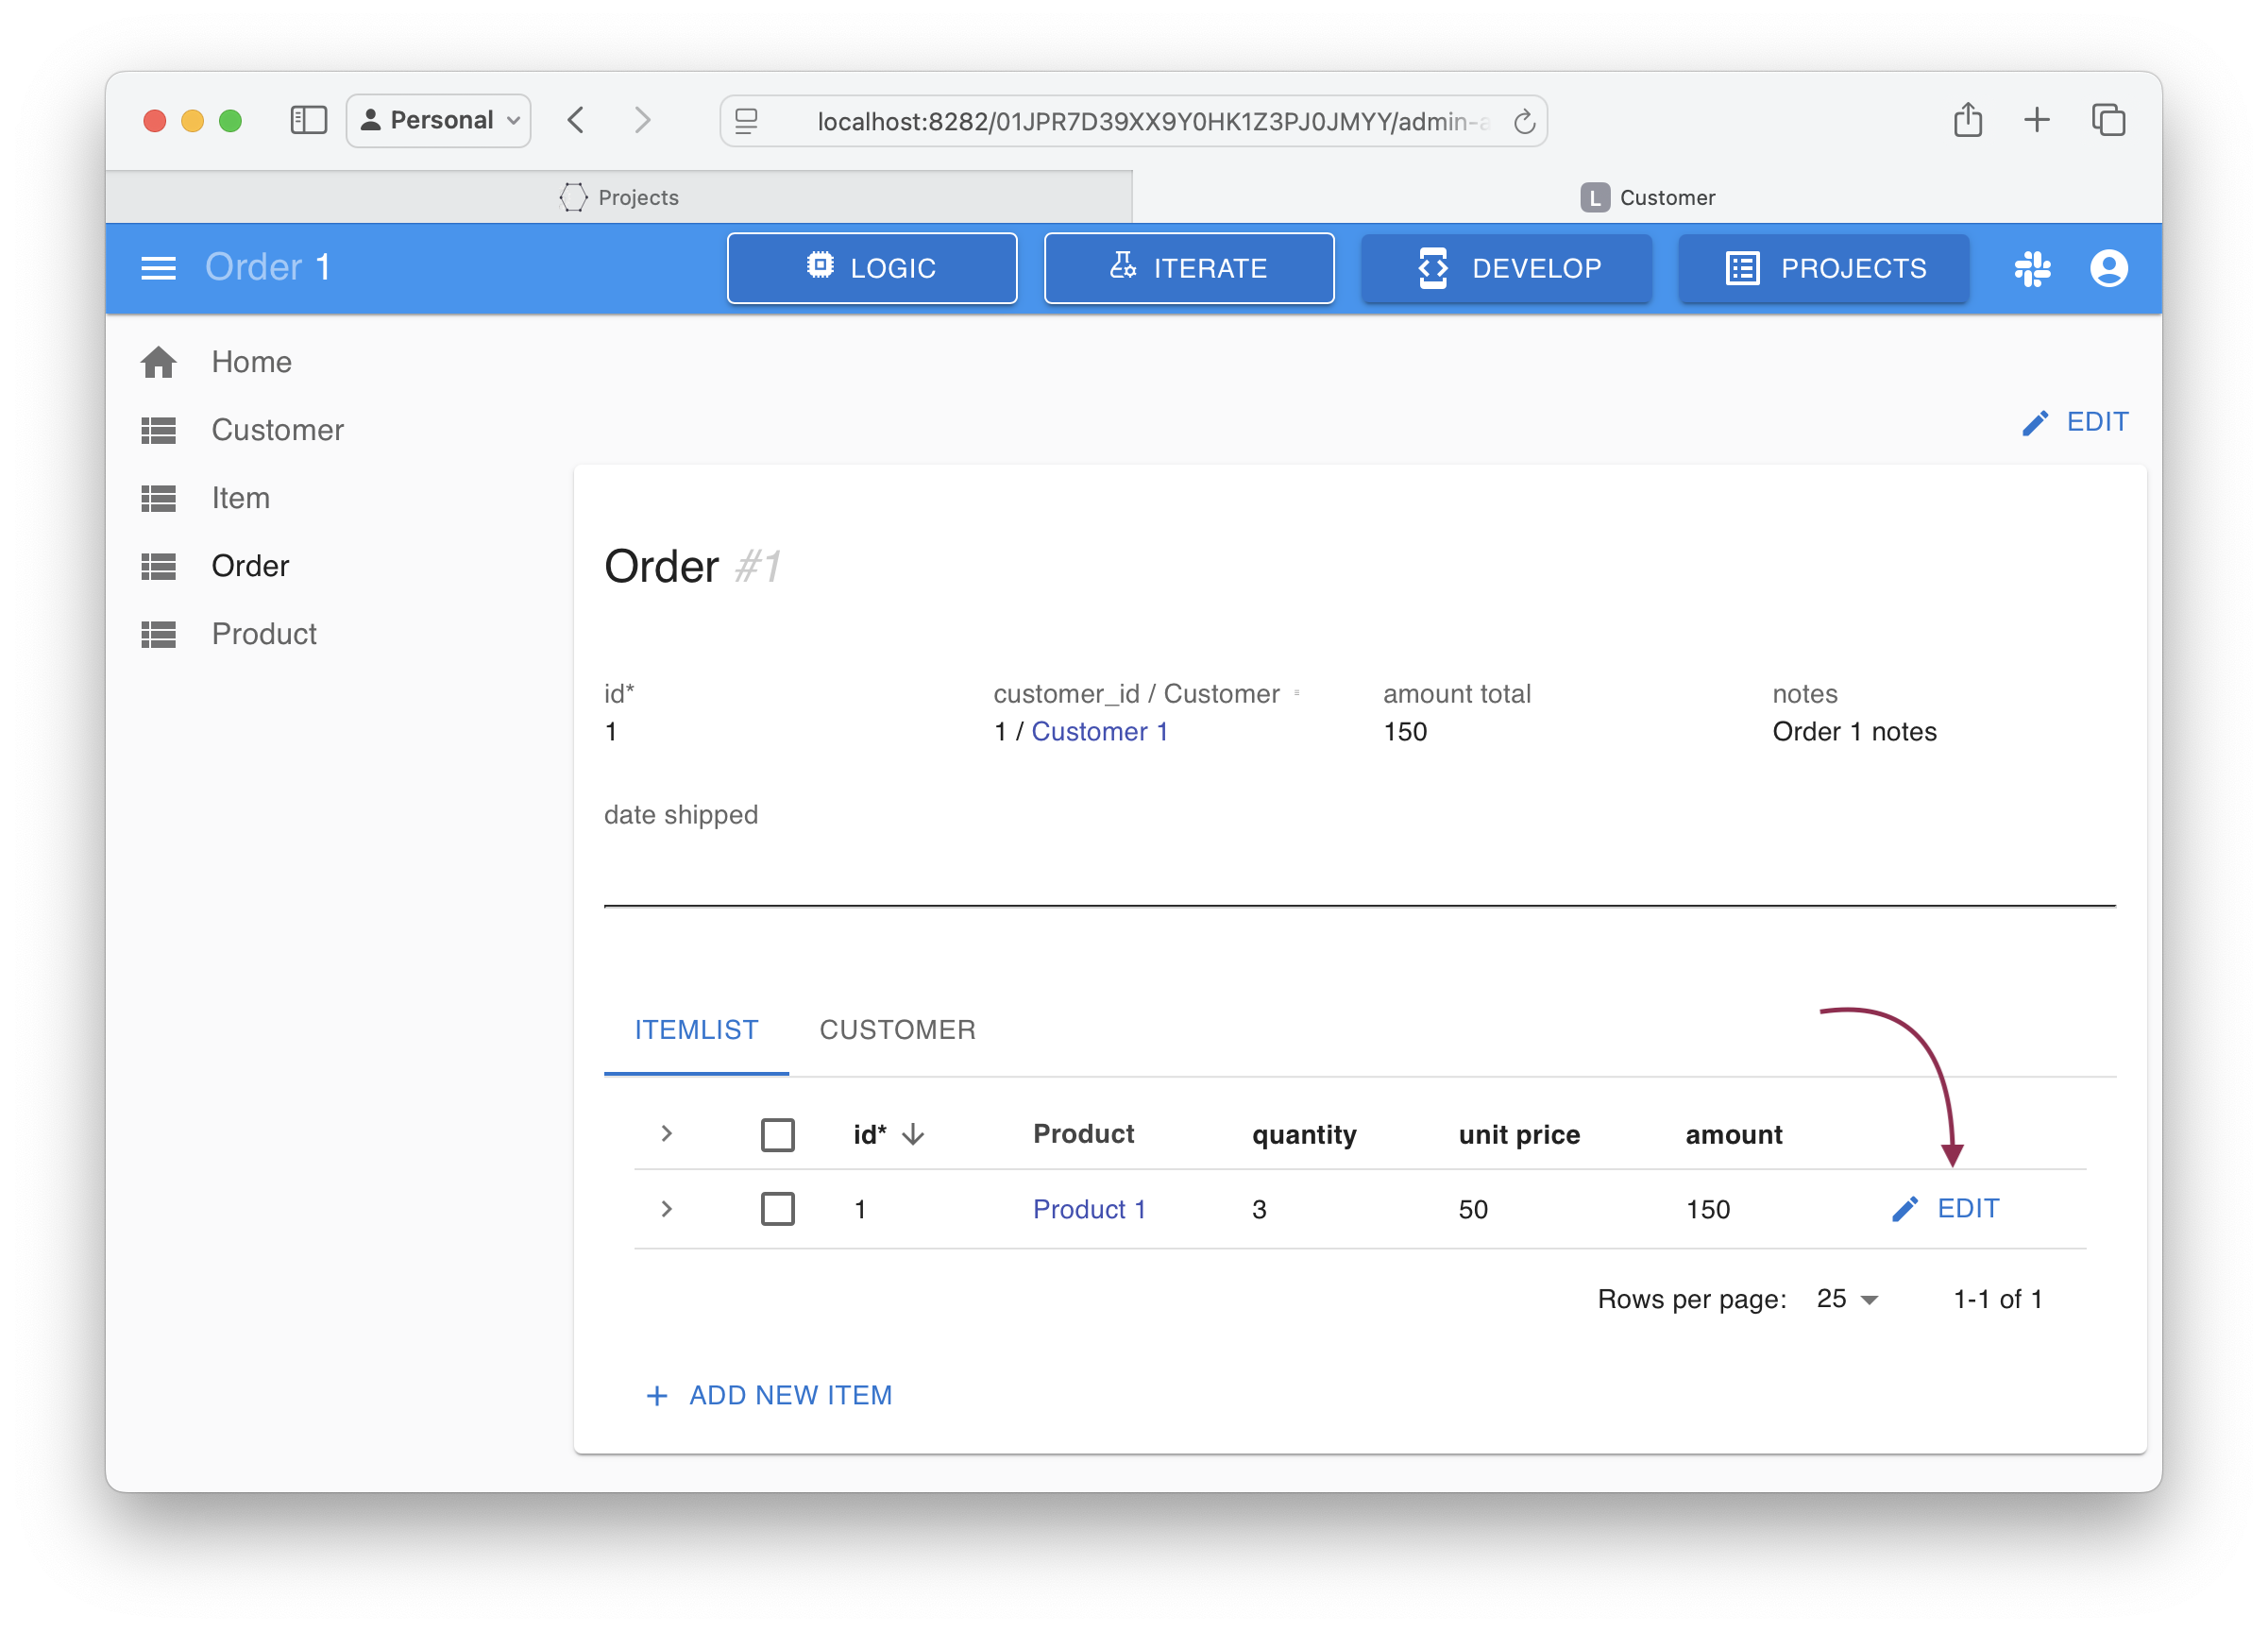 Personal
localhost:8282/01JPR7D39XX9Y0HK1Z3PJ0JMYY/admin-a
Projects
L Customer
Order 1
LOGIC
ITERATE
DEVELOP
PROJECTS
Home
Customer
Item
Order
Product
EDIT
Order #1
id* customer_id / Customer amount total notes
1 1 / Customer 1 150 Order 1 notes
date shipped
ITEMLIST CUSTOMER
id* Product quantity unit price amount
1 Product 1 3 50 150 EDIT
Rows per page: 25 1-1 of 1
+ ADD NEW ITEM